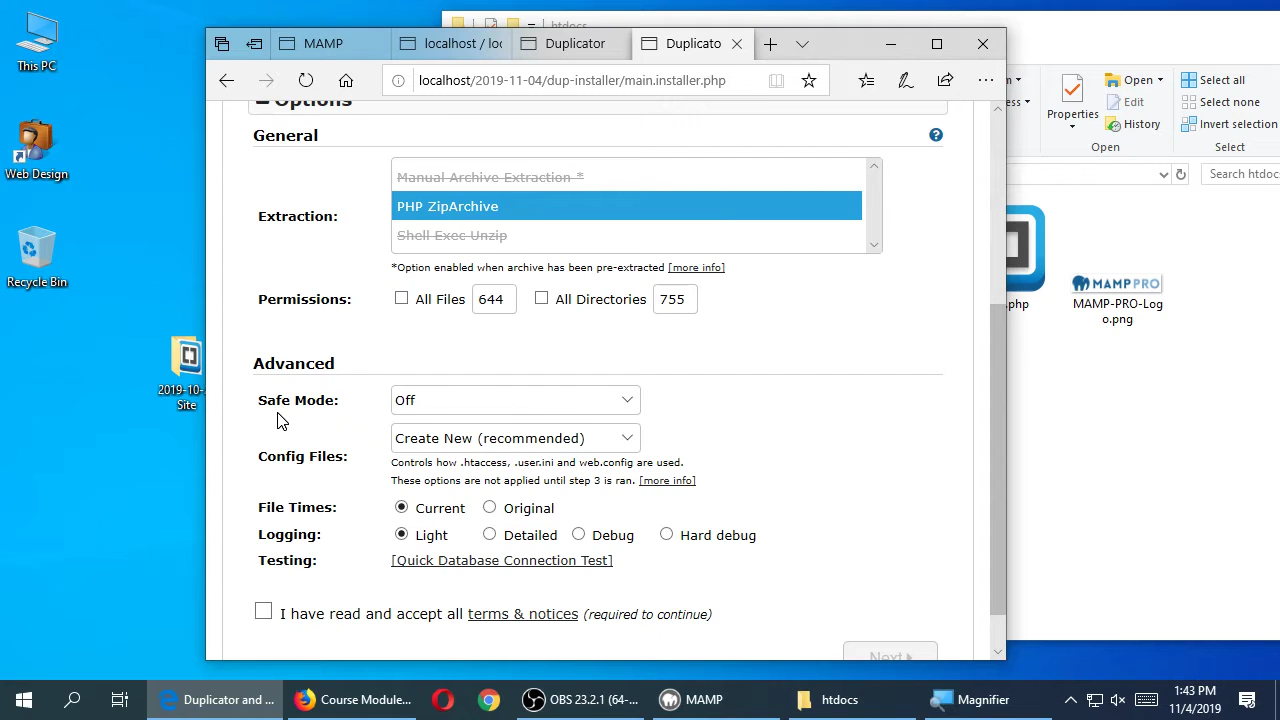 This PC
Web Design
Recycle Bin
2019-10-
Site
htdocs
MAMP
localhost / loc
Duplicator
Duplicato
localhost/2019-11-04/dup-installer/main.installer.php
Options
General
Extraction:
Manual Archive Extraction *
PHP ZipArchive
Shell Exec Unzip
*Option enabled when archive has been pre-extracted [more info]
Permissions:
All Files
644
All Directories
755
Advanced
Safe Mode:
Off
Config Files:
Create New (recommended)
Controls how .htaccess, .user.ini and web.config are used.
These options are not applied until step 3 is ran. [more info]
File Times:
Current
Original
Logging:
Light
Detailed
Debug
Hard debug
Testing:
[Quick Database Connection Test]
I have read and accept all terms & notices (required to continue)
Next
Properties
Open
Edit
History
Open
Select all
Select none
Invert selection
Select
Search htdoc
.php
MAMP PRO
MAMP-PRO-Log
o.png
Duplicator and ...
Course Module...
OBS 23.2.1 (64-...
MAMP
htdocs
Magnifier
1:43 PM
11/4/2019